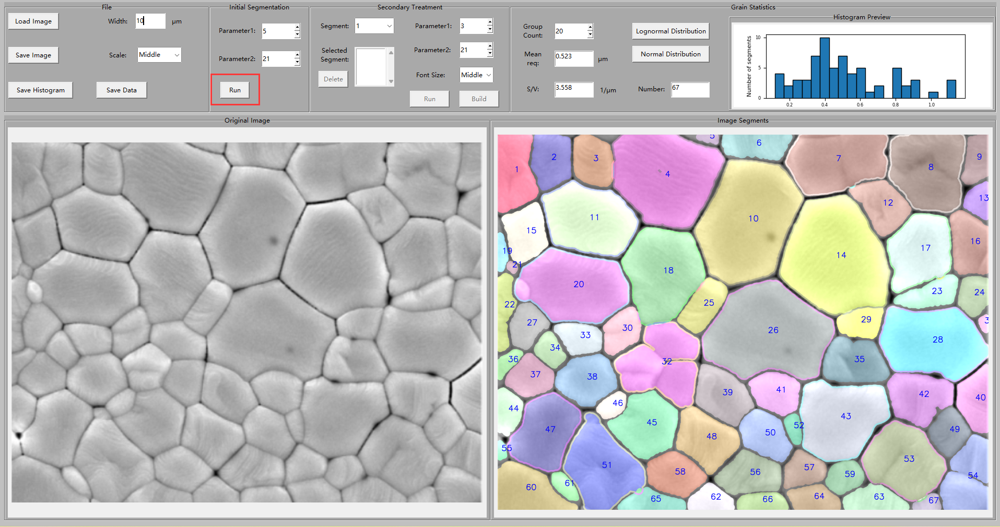 File
Load Image
Width: 10 μm
Save Image
Scale: Middle
Save Histogram
Save Data
Initial Segmentation
Parameter1: 5
Parameter2: 21
Run
Secondary Treatment
Segment: 1
Parameter1: 3
Selected
Segment:
Parameter2: 21
Delete
Font Size: Middle
Run
Build
Grain Statistics
Group
Count: 20
Lognormal Distribution
Mean
req: 0.523 μm
Normal Distribution
S/V: 3.558 1/μm
Number: 67
Histogram Preview
Number of segments
10
5
0
0.2 0.4 0.6 0.8 1.0
Original Image
Image Segments
1
2
3
4
5
6
7
8
9
10
11
12
13
14
15
16
17
18
19
20
21
22
23
24
25
26
27
28
29
30
3
32
33
34
35
36
37
38
39
40
41
42
43
44
45
46
47
48
49
50
51
52
53
54
55
56
57
58
59
60
61
62
63
64
65
66
67